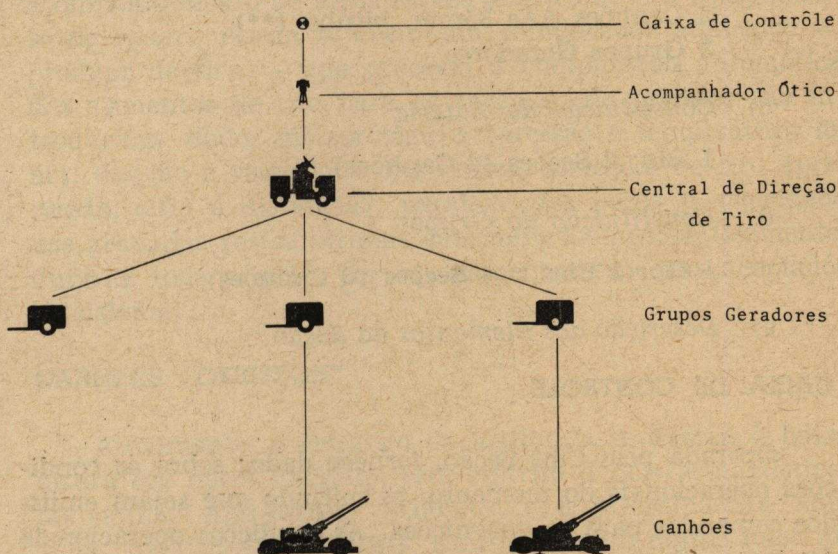 Caixa de Contrôle
Acompanhador Ótico
Central de Direção
de Tiro
Grupos Geradores
Canhões